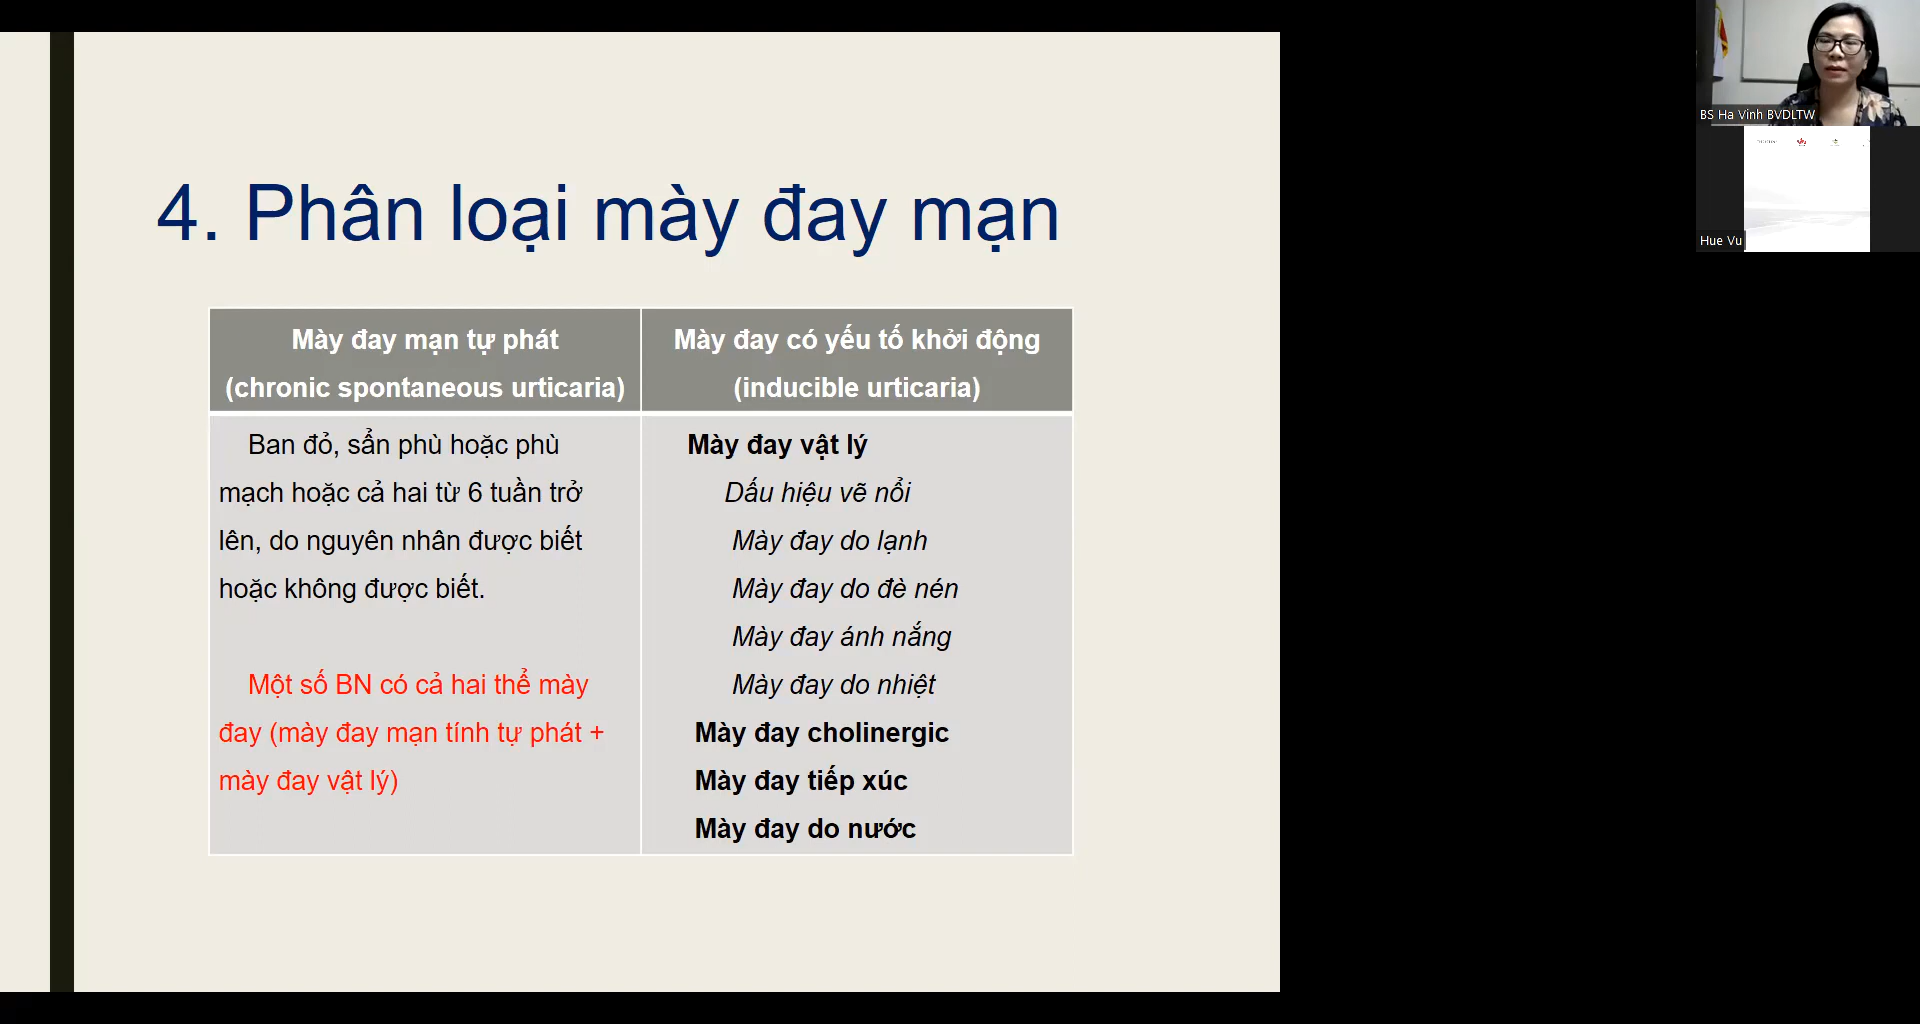 4. Phân loại mày đay mạn
Mày đay mạn tự phát
(chronic spontaneous urticaria)
Mày đay có yếu tố khởi động
(inducible urticaria)
Ban đỏ, sẩn phù hoặc phù
mạch hoặc cả hai từ 6 tuần trở
lên, do nguyên nhân được biết
hoặc không được biết.
Một số BN có cả hai thể mày
đay (mày đay mạn tính tự phát +
mày đay vật lý)
Mày đay vật lý
Dấu hiệu vẽ nổi
Mày đay do lạnh
Mày đay do đè nén
Mày đay ánh nắng
Mày đay do nhiệt
Mày đay cholinergic
Mày đay tiếp xúc
Mày đay do nước
BS Ha Vinh BVDLTW
Hue Vu